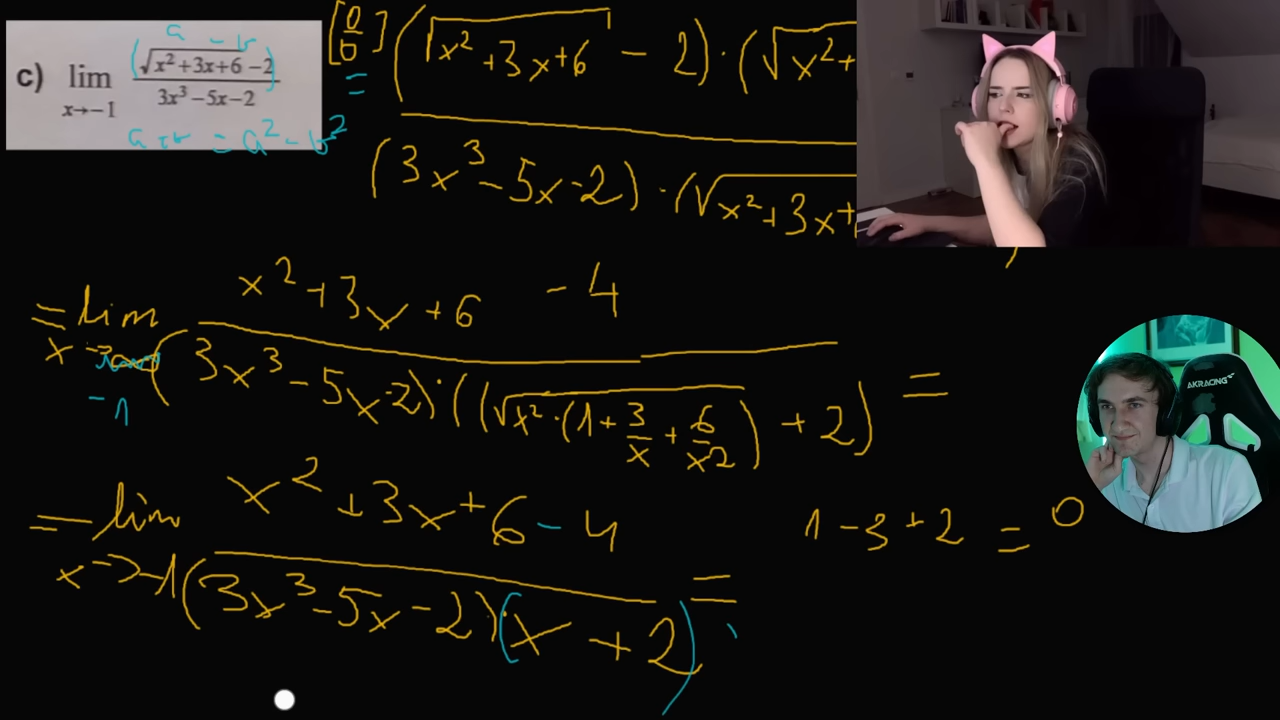 c) lim x→−1 (√x²+3x+6 −2) / 3x³−5x−2
a − b
a+b = a² − b²
[0/0] = (√x²+3x+6 − 2)·(√x²+
(3x³−5x−2)·(√x²+3x+
= lim x→ −1 x²+3x+6 −4 / (3x³−5x−2)·((√x²·(1+3/x+6/x2) +2) =
AKRACING
= lim x→−1 x²+3x+6−4 / (3x³−5x−2)·(x+2) =
1−3+2 = 0